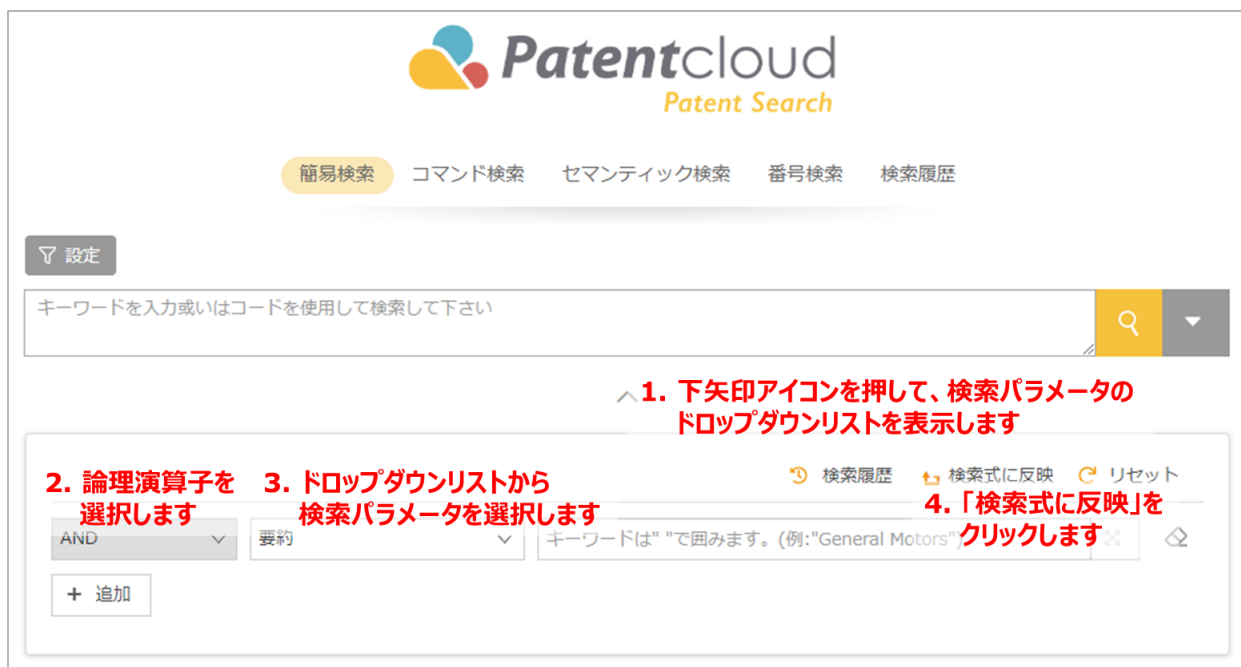 Patentcloud
Patent Search
簡易検索 コマンド検索 セマンティック検索 番号検索 検索履歴
設定
キーワードを入力或いはコードを使用して検索して下さい
1. 下矢印アイコンを押して、検索パラメータの
ドロップダウンリストを表示します
検索履歴 検索式に反映 リセット
2. 論理演算子を
選択します
3. ドロップダウンリストから
検索パラメータを選択します
4.「検索式に反映」を
クリックします
AND 要約 キーワードは" "で囲みます。(例:"General Motors")
+ 追加